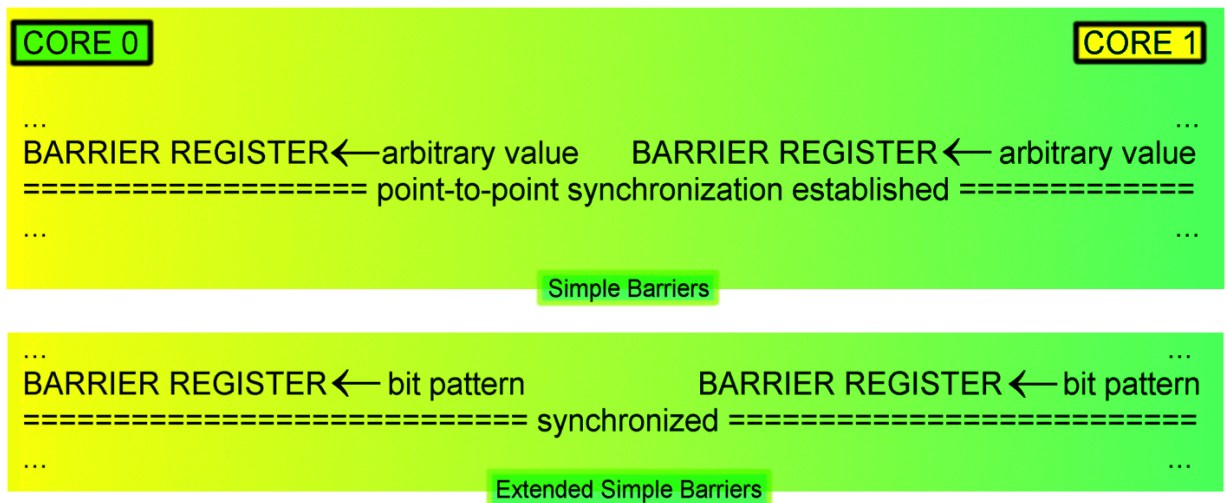 CORE 0 CORE 1
... ...
BARRIER REGISTER←arbitrary value BARRIER REGISTER← arbitrary value
=================== point-to-point synchronization established =============
... ...
Simple Barriers
... ...
BARRIER REGISTER← bit pattern BARRIER REGISTER← bit pattern
============================ synchronized ==========================
... ...
Extended Simple Barriers